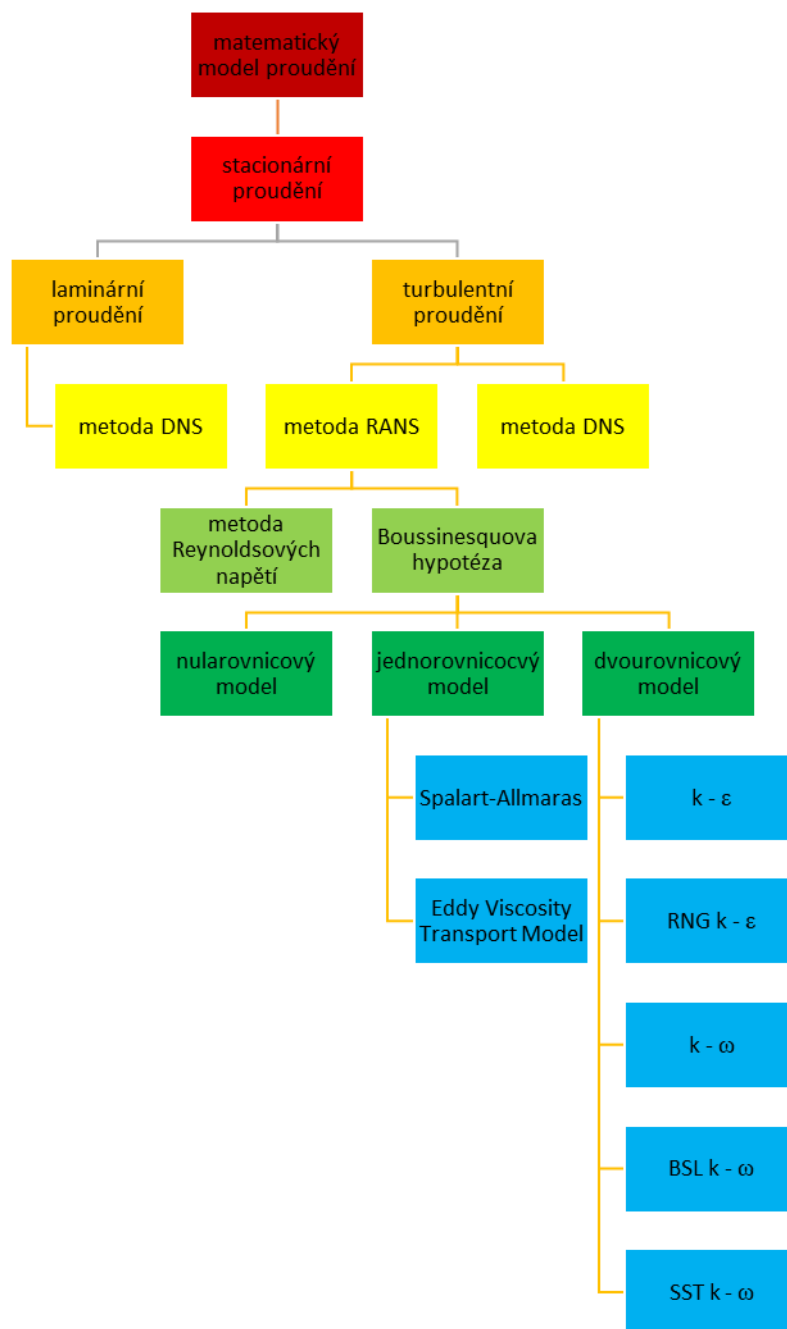 matematický
model proudění
stacionární
proudění
laminární
proudění
turbulentní
proudění
metoda DNS
metoda RANS
metoda DNS
metoda
Reynoldsových
napětí
Boussinesquova
hypotéza
nularovnicový
model
jednorovnicocvý
model
dvourovnicový
model
Spalart-Allmaras
k - ε
Eddy Viscosity
Transport Model
RNG k - ε
k - ω
BSL k - ω
SST k - ω